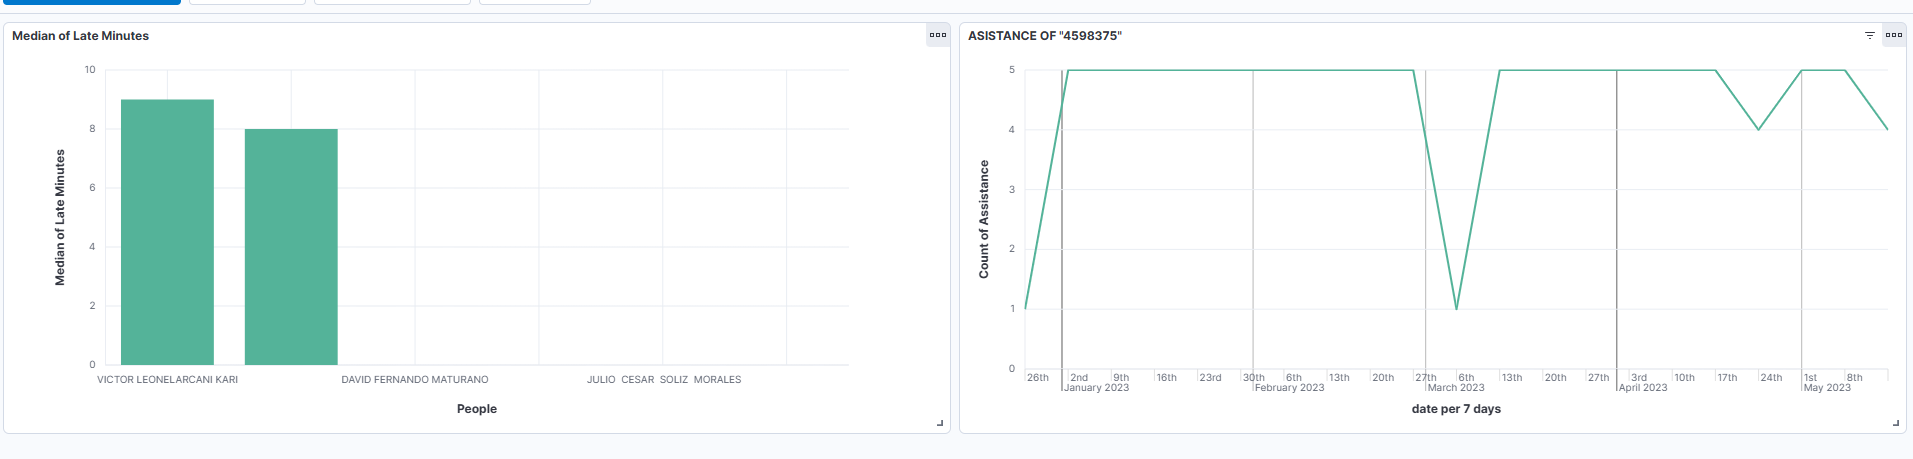 Median of Late Minutes
10
8
6
4
2
0
Median of Late Minutes
VICTOR LEONELARCANI KARI DAVID FERNANDO MATURANO JULIO CESAR SOLIZ MORALES
People
ASISTANCE OF "4598375"
5
4
3
2
1
0
Count of Assistance
26th 2nd 9th 16th 23rd 30th 6th 13th 20th 27th 6th 13th 20th 27th 3rd 10th 17th 24th 1st 8th
January 2023 February 2023 March 2023 April 2023 May 2023
date per 7 days